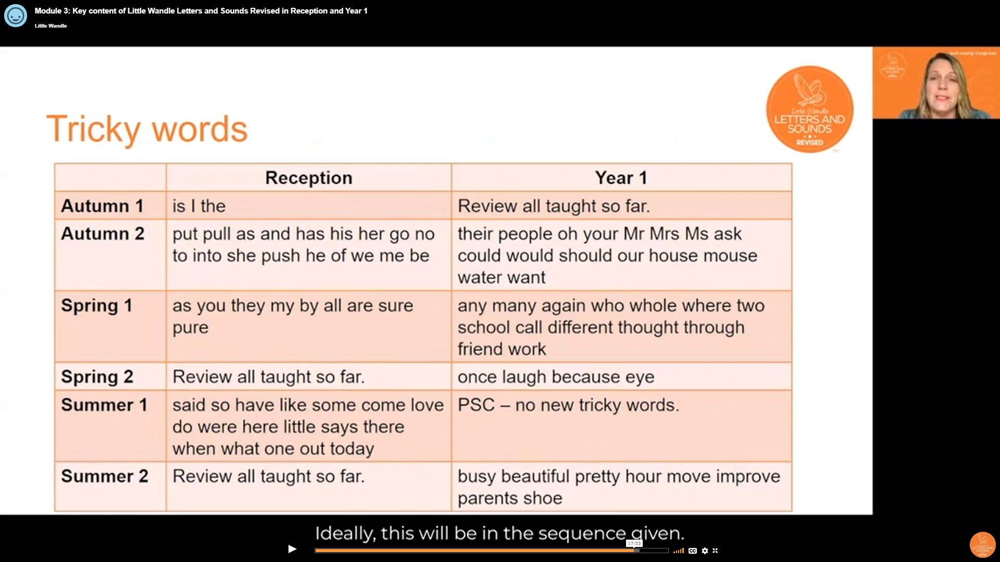 Module 3: Key content of Little Wandle Letters and Sounds Revised in Reception and Year 1
Little Wandle
Tricky words
Little Wandle
LETTERS AND
SOUNDS
REVISED
TM
Reception
Year 1
Autumn 1
is I the
Review all taught so far.
Autumn 2
put pull as and has his her go no
to into she push he of we me be
their people oh your Mr Mrs Ms ask
could would should our house mouse
water want
Spring 1
as you they my by all are sure
pure
any many again who whole where two
school call different thought through
friend work
Spring 2
Review all taught so far.
once laugh because eye
Summer 1
said so have like some come love
do were here little says there
when what one out today
PSC – no new tricky words.
Summer 2
Review all taught so far.
busy beautiful pretty hour move improve
parents shoe
Ideally, this will be in the sequence given.
17:53
CC
LETTERS AND
SOUNDS
REVISED